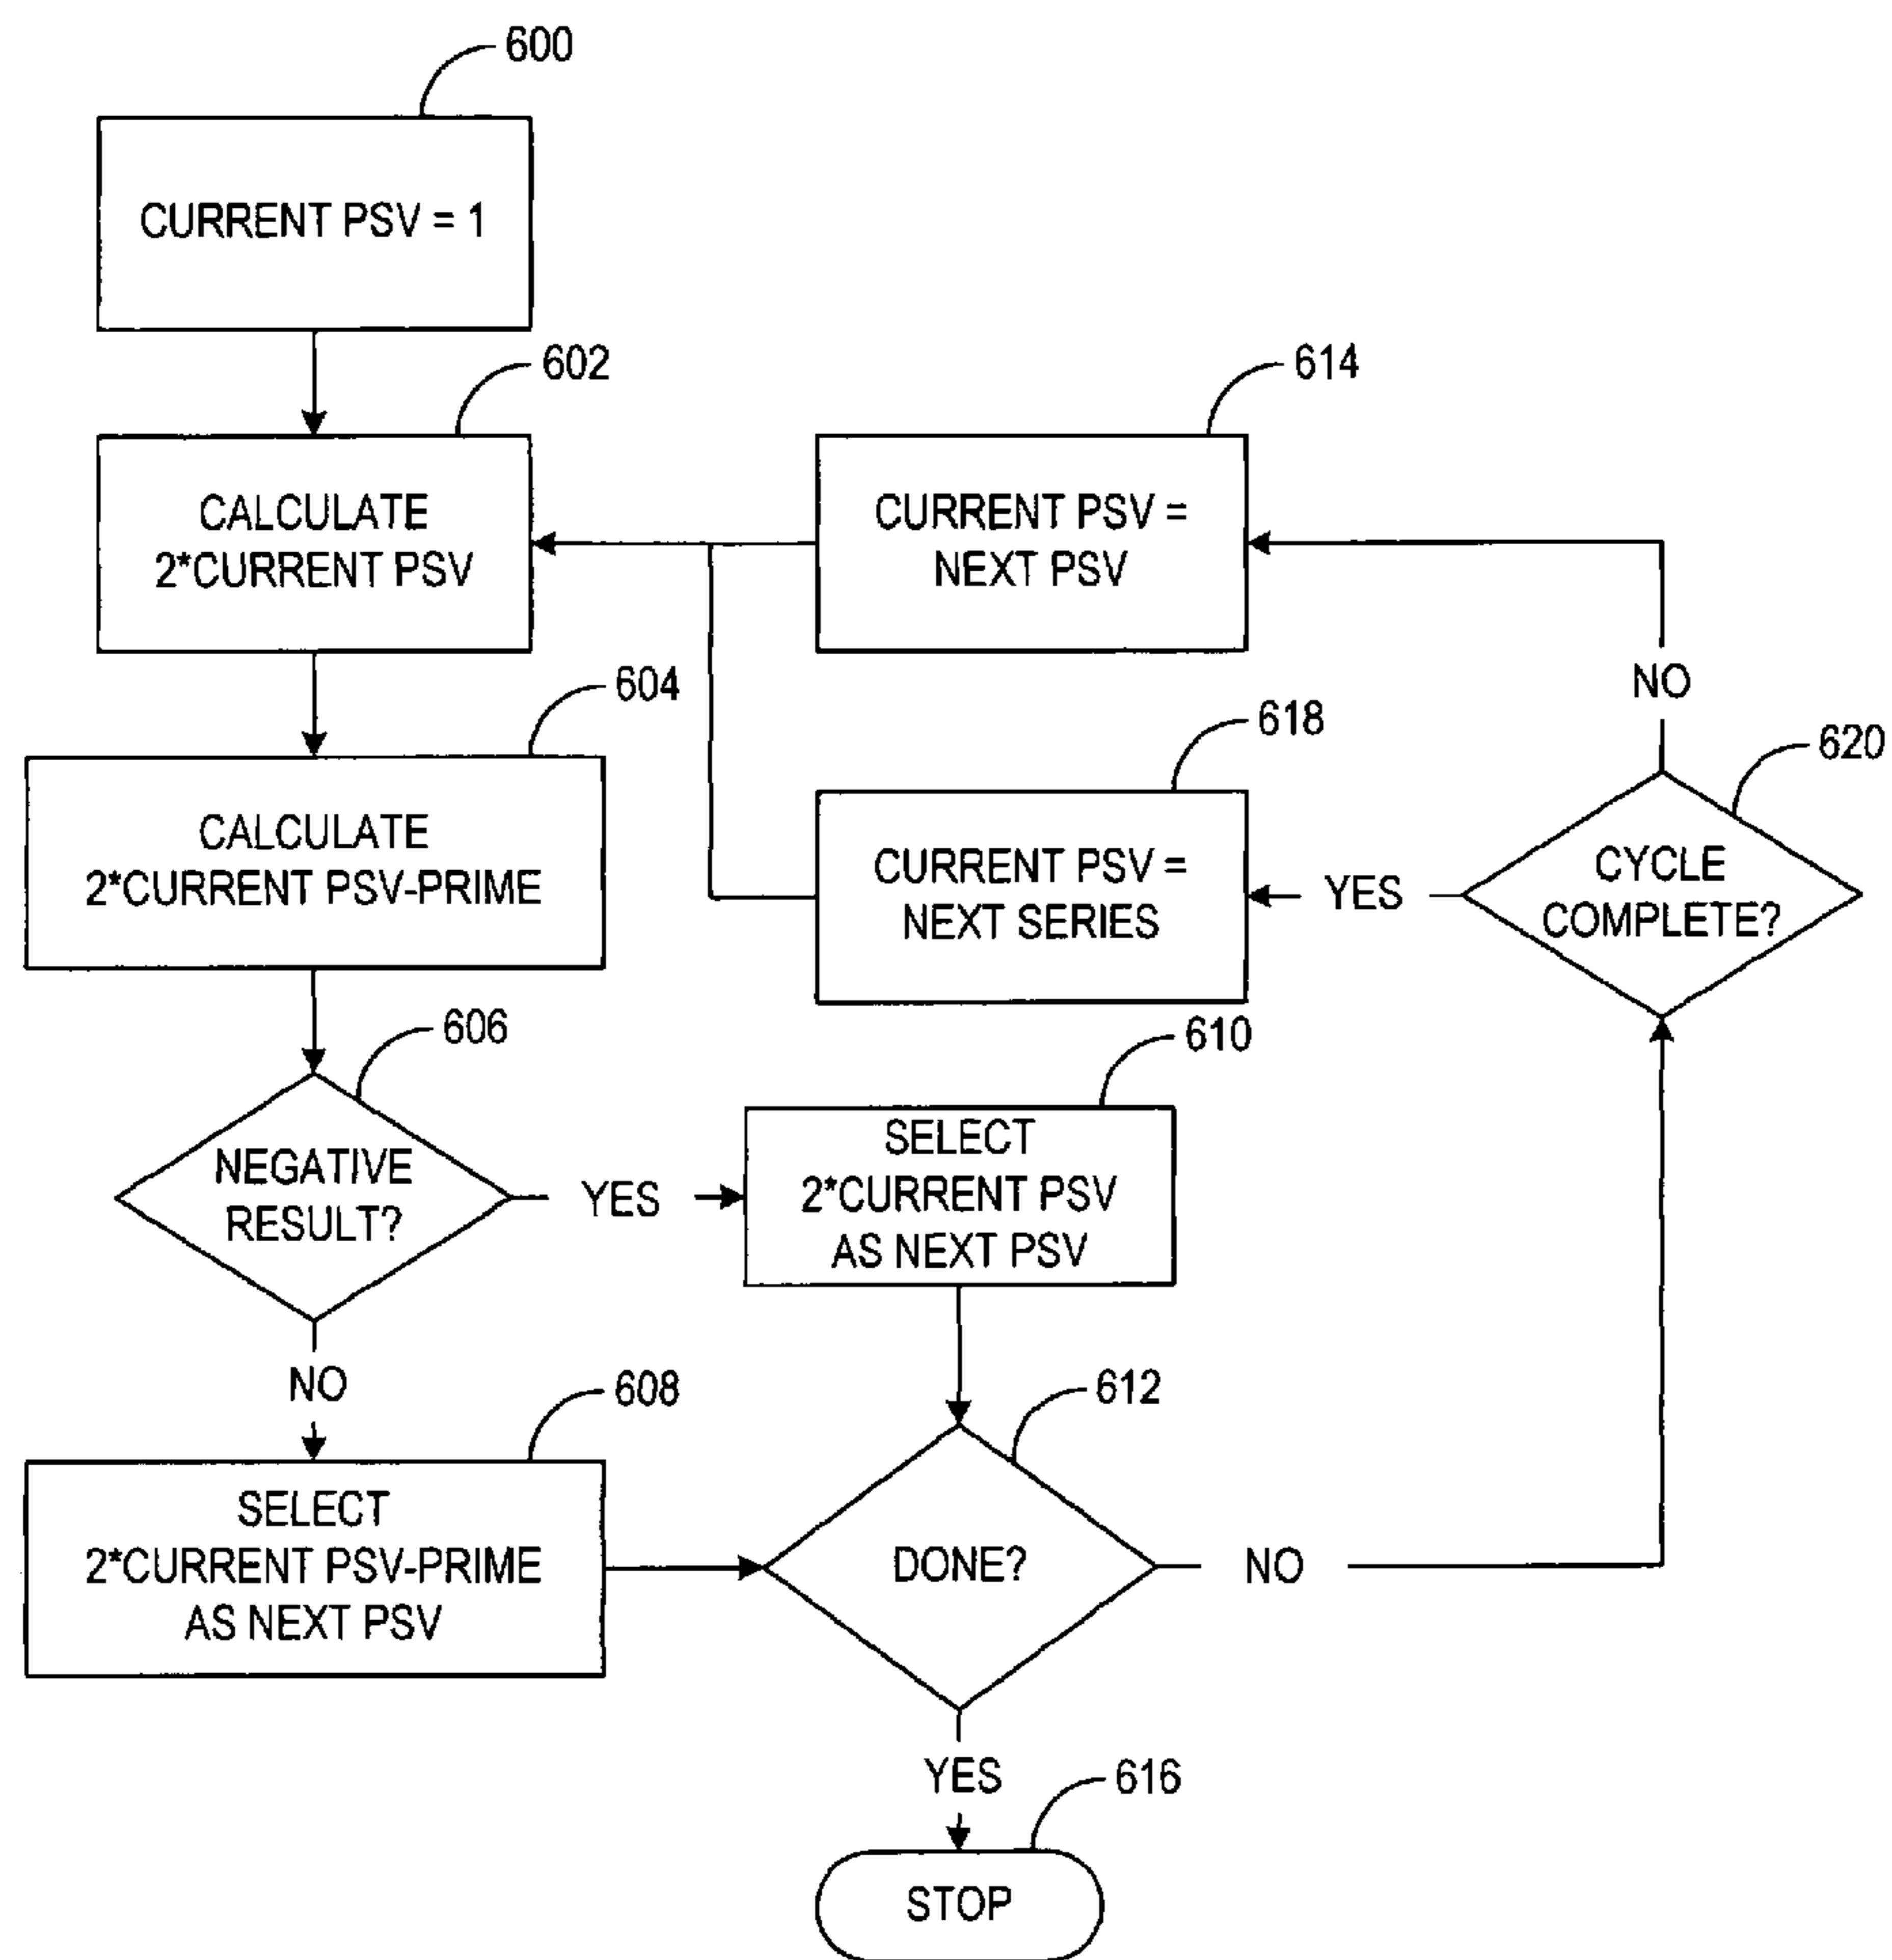 600
CURRENT PSV = 1
602
CALCULATE
2*CURRENT PSV
614
CURRENT PSV =
NEXT PSV
NO
604
CALCULATE
2*CURRENT PSV-PRIME
618
CURRENT PSV =
NEXT SERIES
YES
620
CYCLE
COMPLETE?
606
NEGATIVE
RESULT?
YES
610
SELECT
2*CURRENT PSV
AS NEXT PSV
NO
608
SELECT
2*CURRENT PSV-PRIME
AS NEXT PSV
612
DONE?
NO
YES
616
STOP